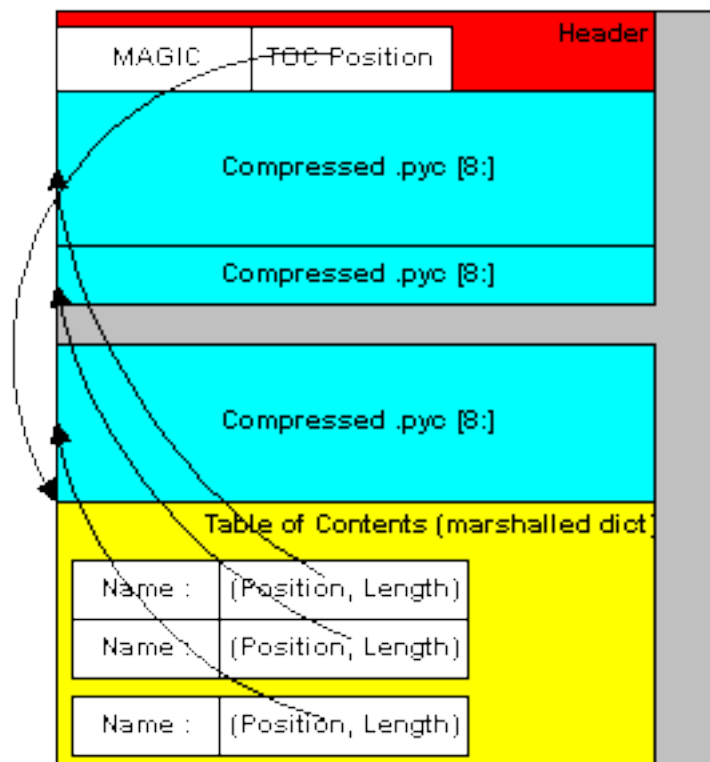 Header
MAGIC TOC Position
Compressed .pyc [8:]
Compressed .pyc [8:]
Compressed .pyc [8:]
Table of Contents (marshalled dict)
Name : (Position, Length)
Name : (Position, Length)
Name : (Position, Length)